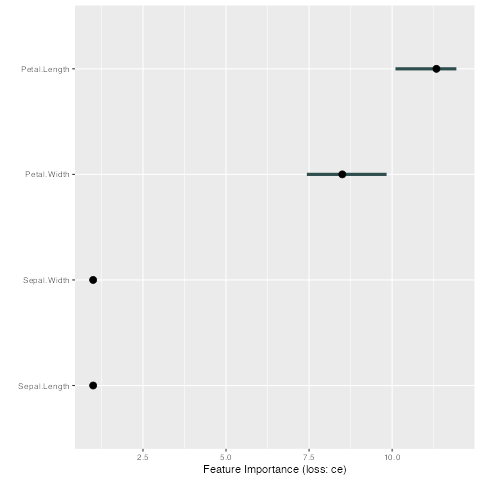 Petal.Length
Petal.Width
Sepal.Width
Sepal.Length
2.5 5.0 7.5 10.0
Feature Importance (loss: ce)